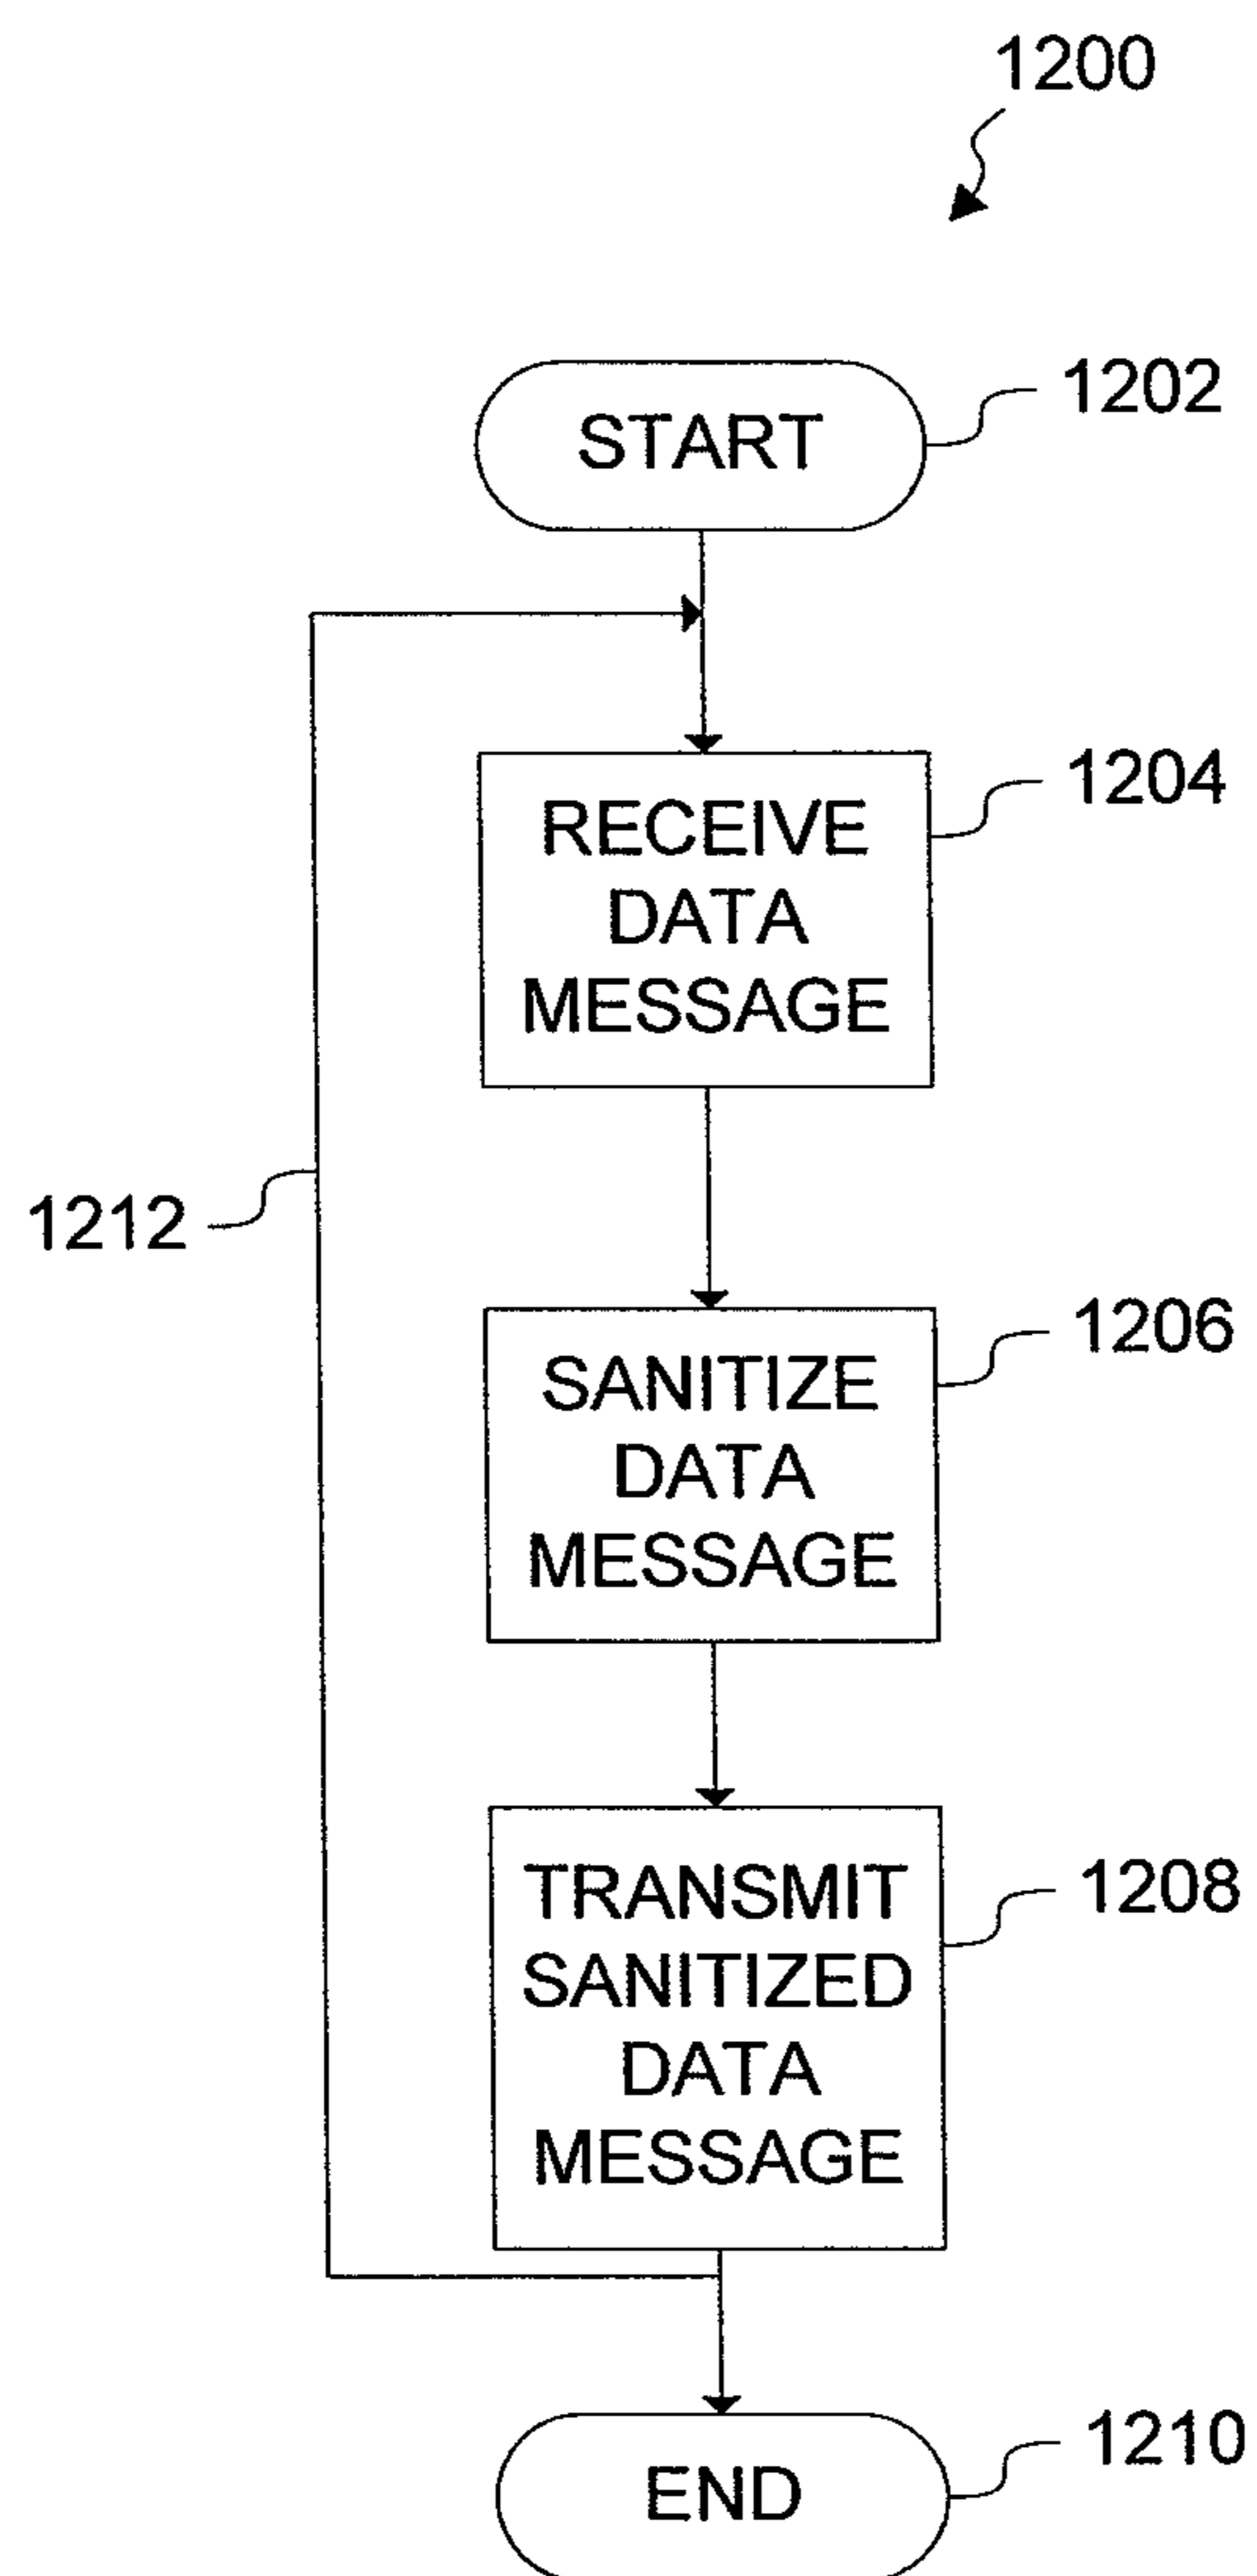 1200
START
1202
RECEIVE
DATA
MESSAGE
1204
1212
SANITIZE
DATA
MESSAGE
1206
TRANSMIT
SANITIZED
DATA
MESSAGE
1208
END
1210